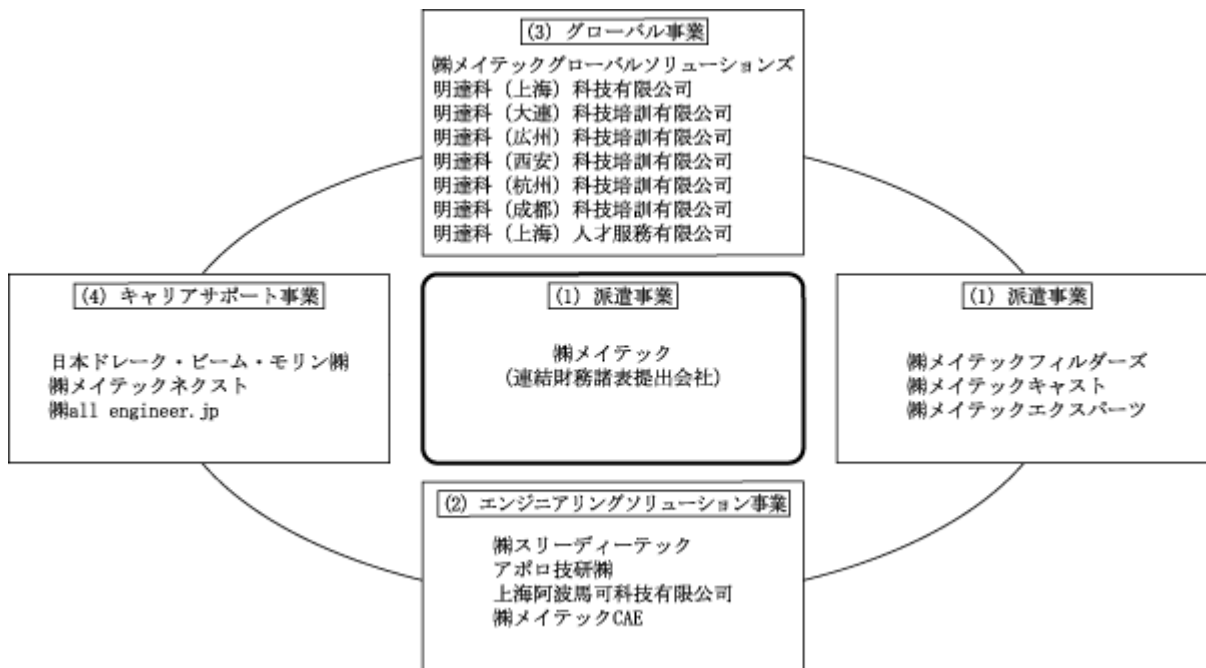 (3) グローバル事業
㈱メイテックグローバルソリューションズ
明達科（上海）科技有限公司
明達科（大連）科技培訓有限公司
明達科（広州）科技培訓有限公司
明達科（西安）科技培訓有限公司
明達科（杭州）科技培訓有限公司
明達科（成都）科技培訓有限公司
明達科（上海）人才服務有限公司
(4) キャリアサポート事業
日本ドレーク・ビーム・モリン㈱
㈱メイテックネクスト
㈱all engineer.jp
(1) 派遣事業
㈱メイテック
(連結財務諸表提出会社)
(1) 派遣事業
㈱メイテックフィルダーズ
㈱メイテックキャスト
㈱メイテックエクスパーツ
(2) エンジニアリングソリューション事業
㈱スリーディーテック
アポロ技研㈱
上海阿波馬可科技有限公司
㈱メイテックCAE